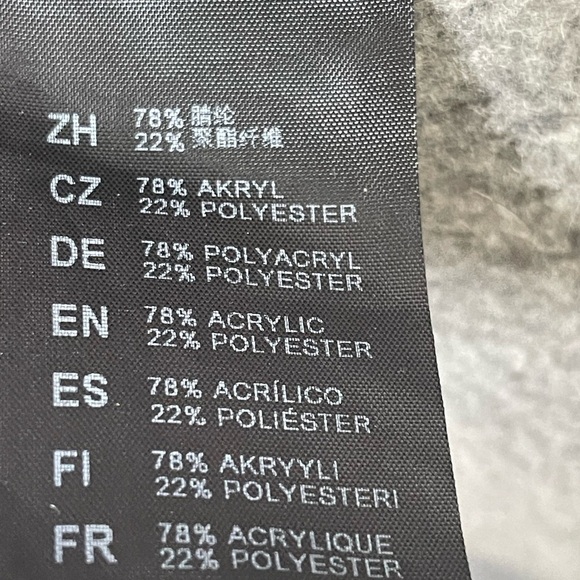 ZH 78% 腈纶
22% 聚酯纤维
CZ 78% AKRYL
22% POLYESTER
DE 78% POLYACRYL
22% POLYESTER
EN 78% ACRYLIC
22% POLYESTER
ES 78% ACRÍLICO
22% POLIÉSTER
FI 78% AKRYYLI
22% POLYESTERI
FR 78% ACRYLIQUE
22% POLYESTER